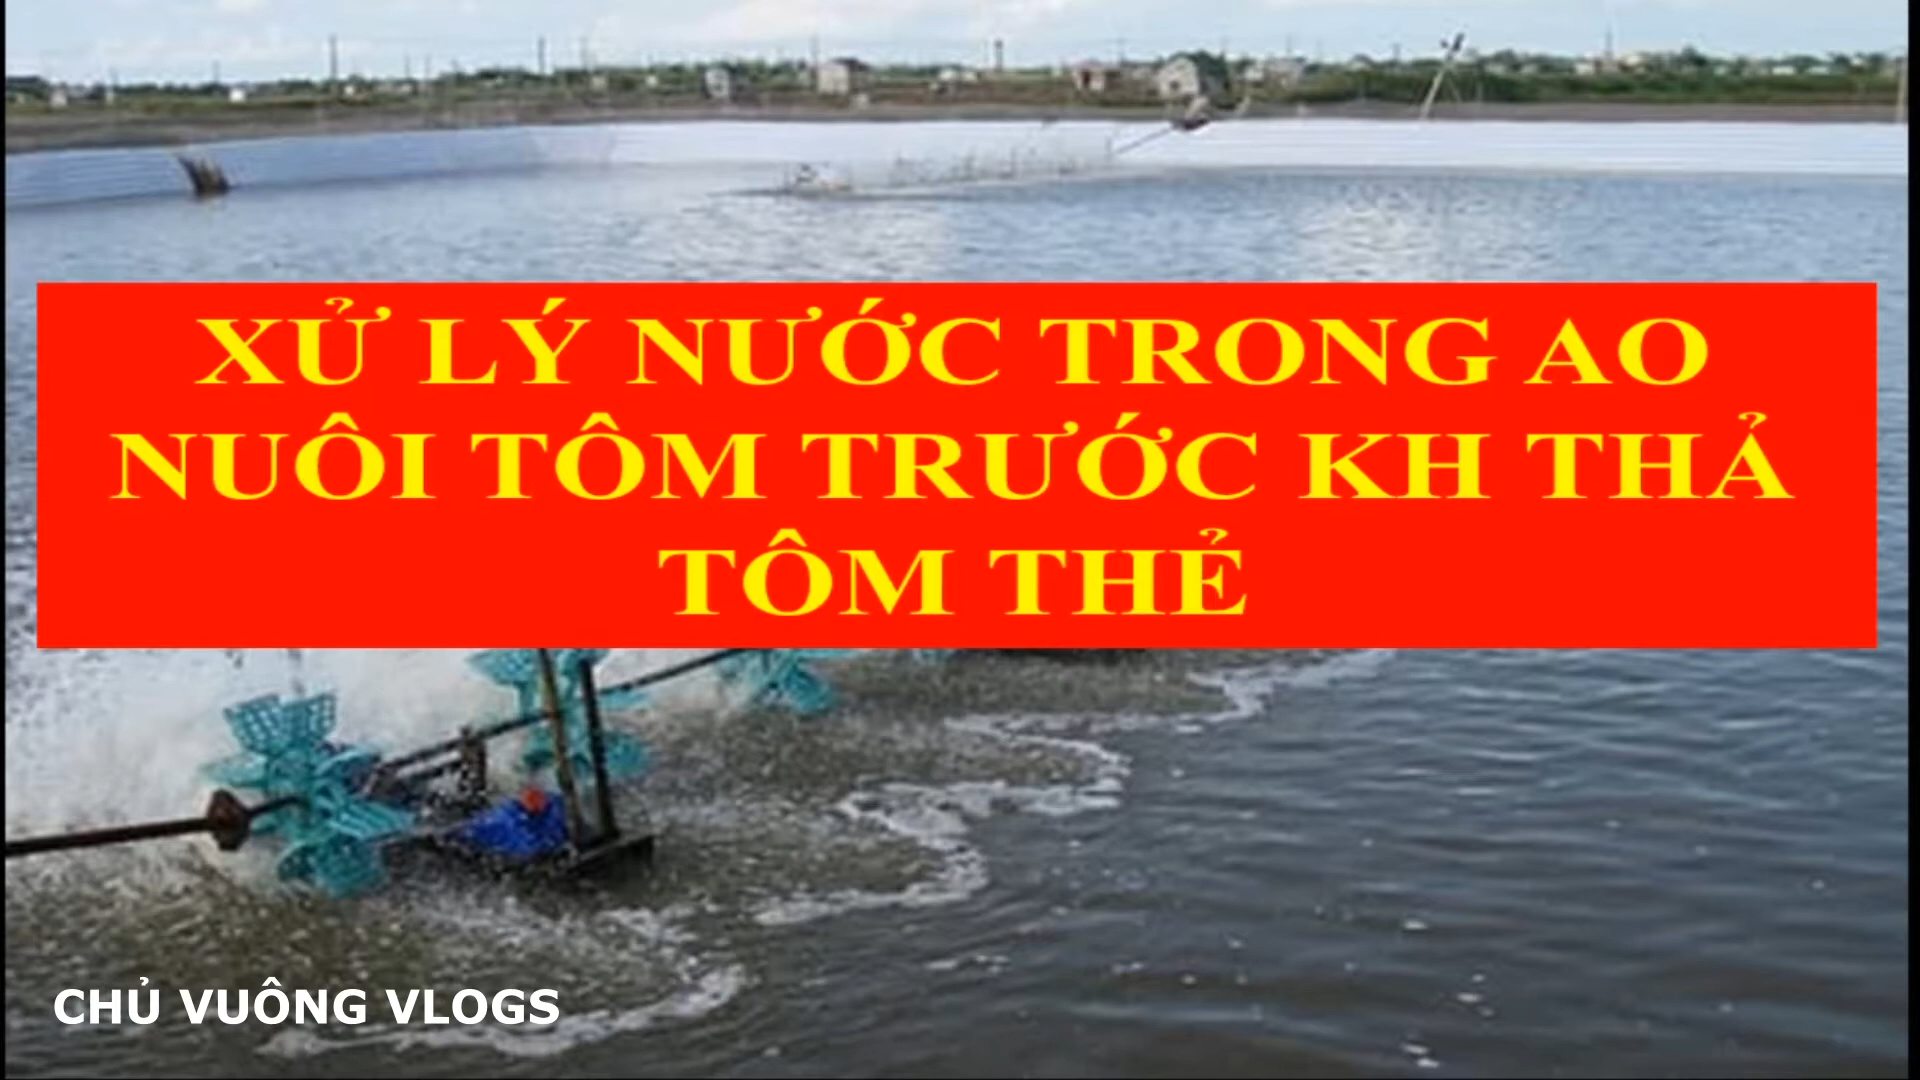 XỬ LÝ NƯỚC TRONG AO
NUÔI TÔM TRƯỚC KH THẢ
TÔM THẺ
CHỦ VUÔNG VLOGS